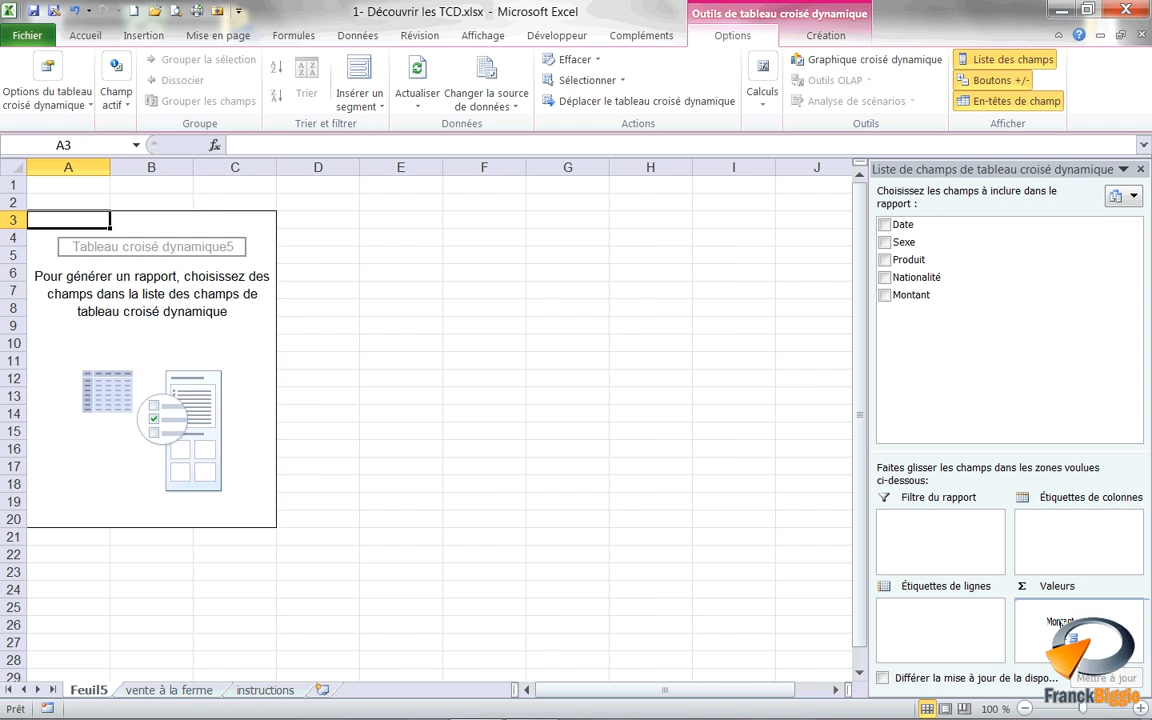 1- Découvrir les TCD.xlsx - Microsoft Excel
Outils de tableau croisé dynamique
Fichier Accueil Insertion Mise en page Formules Données Révision Affichage Développeur Compléments Options Création
Options du tableau croisé dynamique
Champ actif
Grouper la sélection
Dissocier
Grouper les champs
Groupe
Trier
Insérer un segment
Trier et filtrer
Actualiser
Changer la source de données
Données
Effacer
Sélectionner
Déplacer le tableau croisé dynamique
Actions
Calculs
Graphique croisé dynamique
Outils OLAP
Analyse de scénarios
Outils
Liste des champs
Boutons +/-
En-têtes de champ
Afficher
A3
fx
A B C D E F G H I J
1
2
3
4
5
6
7
8
9
10
11
12
13
14
15
16
17
18
19
20
21
22
23
24
25
26
27
28
29
Tableau croisé dynamique5
Pour générer un rapport, choisissez des
champs dans la liste des champs de
tableau croisé dynamique
Liste de champs de tableau croisé dynamique
Choisissez les champs à inclure dans le
rapport :
Date
Sexe
Produit
Nationalité
Montant
Faites glisser les champs dans les zones voulues
ci-dessous:
Filtre du rapport
Étiquettes de colonnes
Étiquettes de lignes
Σ Valeurs
Différer la mise à jour de la dispo...
Mettre à jour
FranckBiggio
Feuil5 vente à la ferme instructions
Prêt
100 %